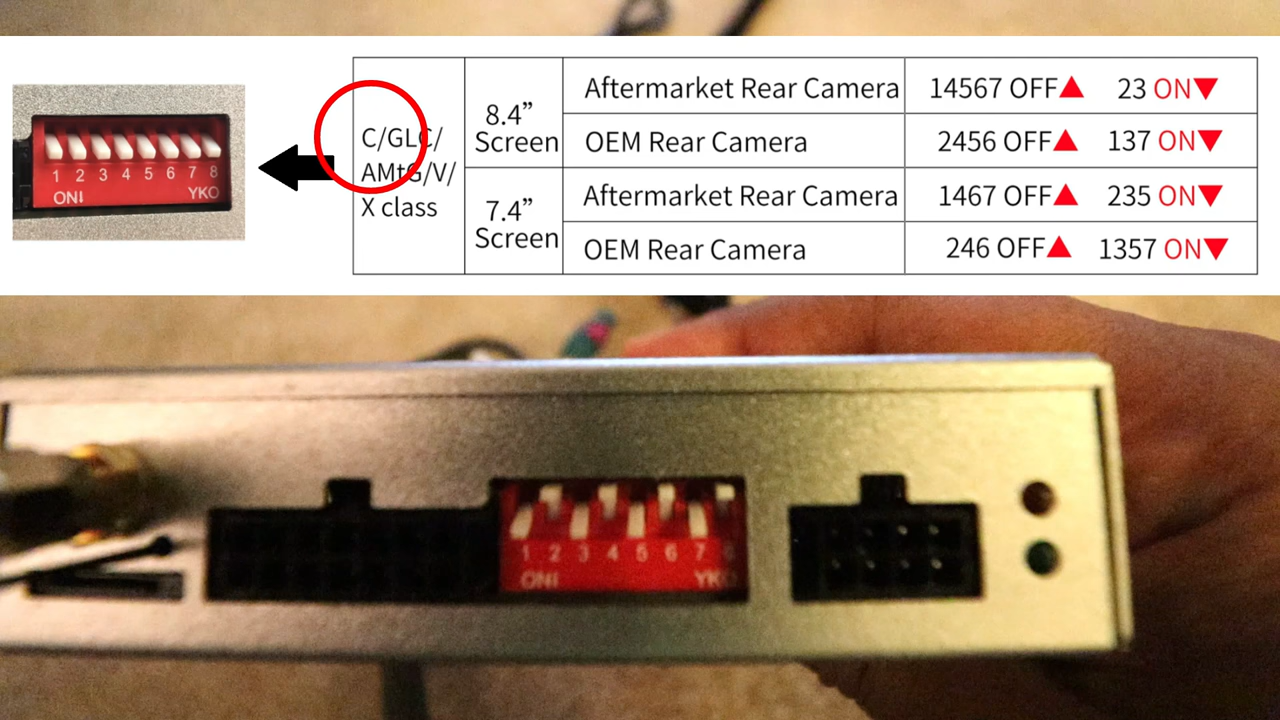 C/GLC/
AMtG/V/
X class
8.4”
Screen
Aftermarket Rear Camera
14567 OFF▲ 23 ON▼
OEM Rear Camera
2456 OFF▲ 137 ON▼
7.4”
Screen
Aftermarket Rear Camera
1467 OFF▲ 235 ON▼
OEM Rear Camera
246 OFF▲ 1357 ON▼
1 2 3 4 5 6 7 8
ON↓ YKO
1 2 3 4 5 6 7 8
ON↓ YKO